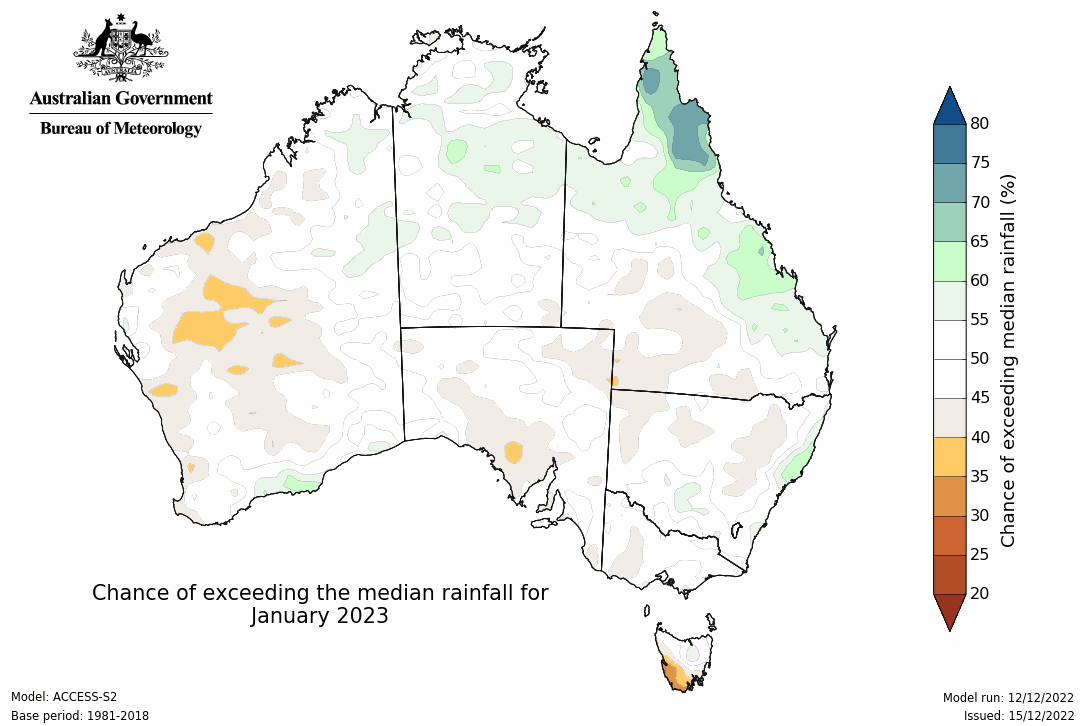 AUSTRALIA
Australian Government
Bureau of Meteorology
80
75
70
65
60
55
50
45
40
35
30
25
20
Chance of exceeding median rainfall (%)
Chance of exceeding the median rainfall for
January 2023
Model: ACCESS-S2
Base period: 1981-2018
Model run: 12/12/2022
Issued: 15/12/2022